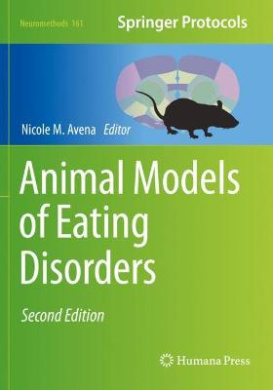 Neuromethods 161
Springer Protocols
Nicole M. Avena Editor
Animal Models
of Eating
Disorders
Second Edition
Humana Press